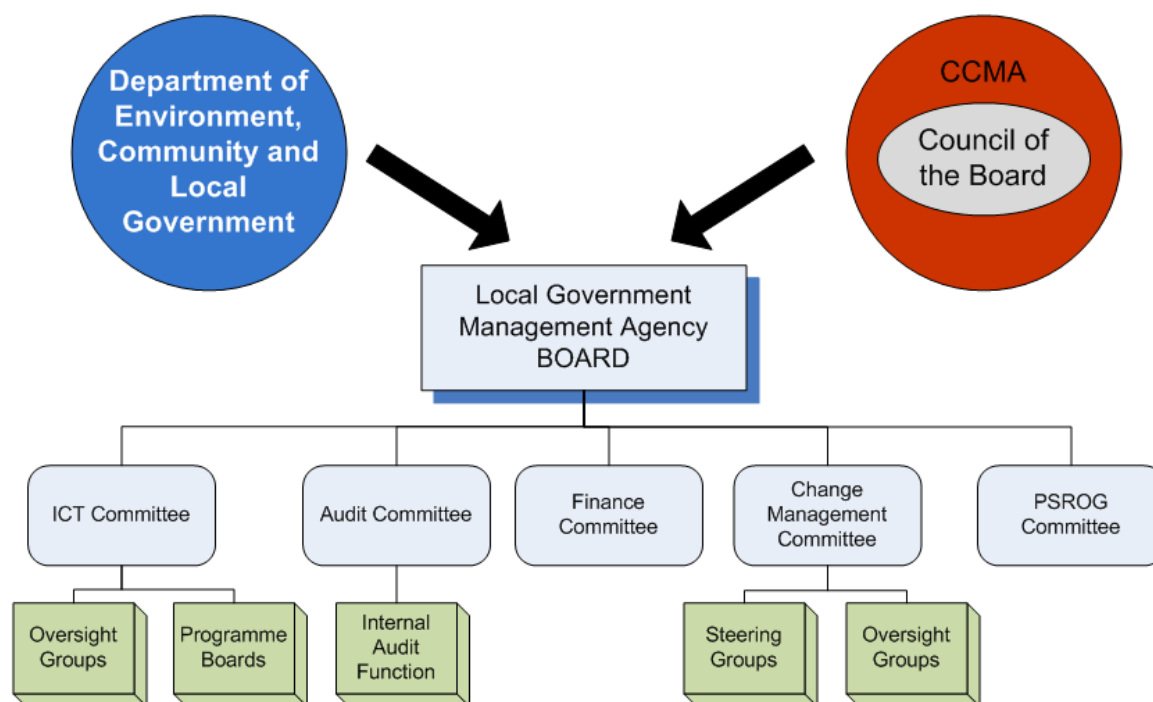 Department of
Environment,
Community and
Local
Government
CCMA
Council of
the Board
Local Government
Management Agency
BOARD
ICT Committee
Audit Committee
Finance
Committee
Change
Management
Committee
PSROG
Committee
Oversight
Groups
Programme
Boards
Internal
Audit
Function
Steering
Groups
Oversight
Groups